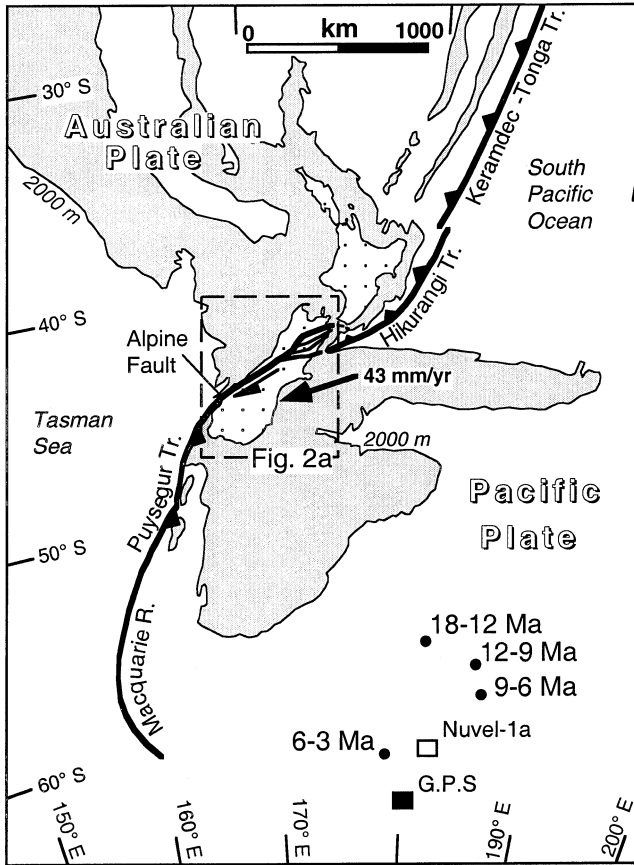 0 km 1000
30° S
Australian
Plate
2000 m
Keramdec -Tonga Tr.
South
Pacific
Ocean
Hikurangi Tr.
40° S
Alpine
Fault
43 mm/yr
Tasman
Sea
2000 m
Fig. 2a
Puysegur Tr.
Pacific
Plate
50° S
18-12 Ma
12-9 Ma
9-6 Ma
Macquarie R.
6-3 Ma
Nuvel-1a
G.P.S
60° S
150° E
160° E
170° E
190° E
200° E